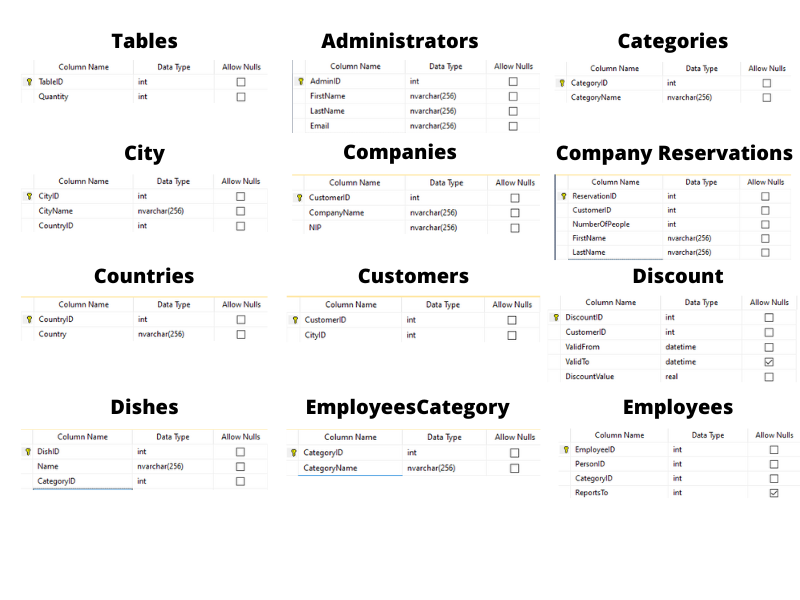 Tables
Column Name Data Type Allow Nulls
TableID int
Quantity int
Administrators
Column Name Data Type Allow Nulls
AdminID int
FirstName nvarchar(256)
LastName nvarchar(256)
Email nvarchar(256)
Categories
Column Name Data Type Allow Nulls
CategoryID int
CategoryName nvarchar(256)
City
Column Name Data Type Allow Nulls
CityID int
CityName nvarchar(256)
CountryID int
Companies
Column Name Data Type Allow Nulls
CustomerID int
CompanyName nvarchar(256)
NIP nvarchar(256)
Company Reservations
Column Name Data Type Allow Nulls
ReservationID int
CustomerID int
NumberOfPeople int
FirstName nvarchar(256)
LastName nvarchar(256)
Countries
Column Name Data Type Allow Nulls
CountryID int
Country nvarchar(256)
Customers
Column Name Data Type Allow Nulls
CustomerID int
CityID int
Discount
Column Name Data Type Allow Nulls
DiscountID int
CustomerID int
ValidFrom datetime
ValidTo datetime
DiscountValue real
Dishes
Column Name Data Type Allow Nulls
DishID int
Name nvarchar(256)
CategoryID int
EmployeesCategory
Column Name Data Type Allow Nulls
CategoryID int
CategoryName nvarchar(256)
Employees
Column Name Data Type Allow Nulls
EmployeeID int
PersonID int
CategoryID int
ReportsTo int